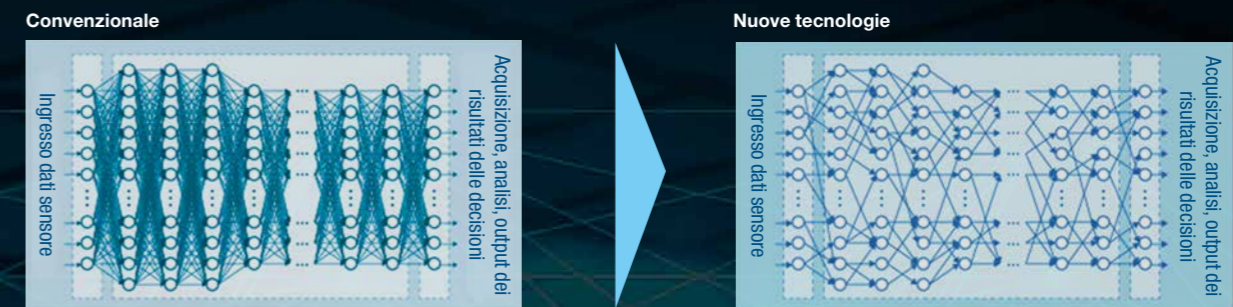 Convenzionale
Ingresso dati sensore
Acquisizione, analisi, output dei
risultati delle decisioni
Nuove tecnologie
Ingresso dati sensore
Acquisizione, analisi, output dei
risultati delle decisioni